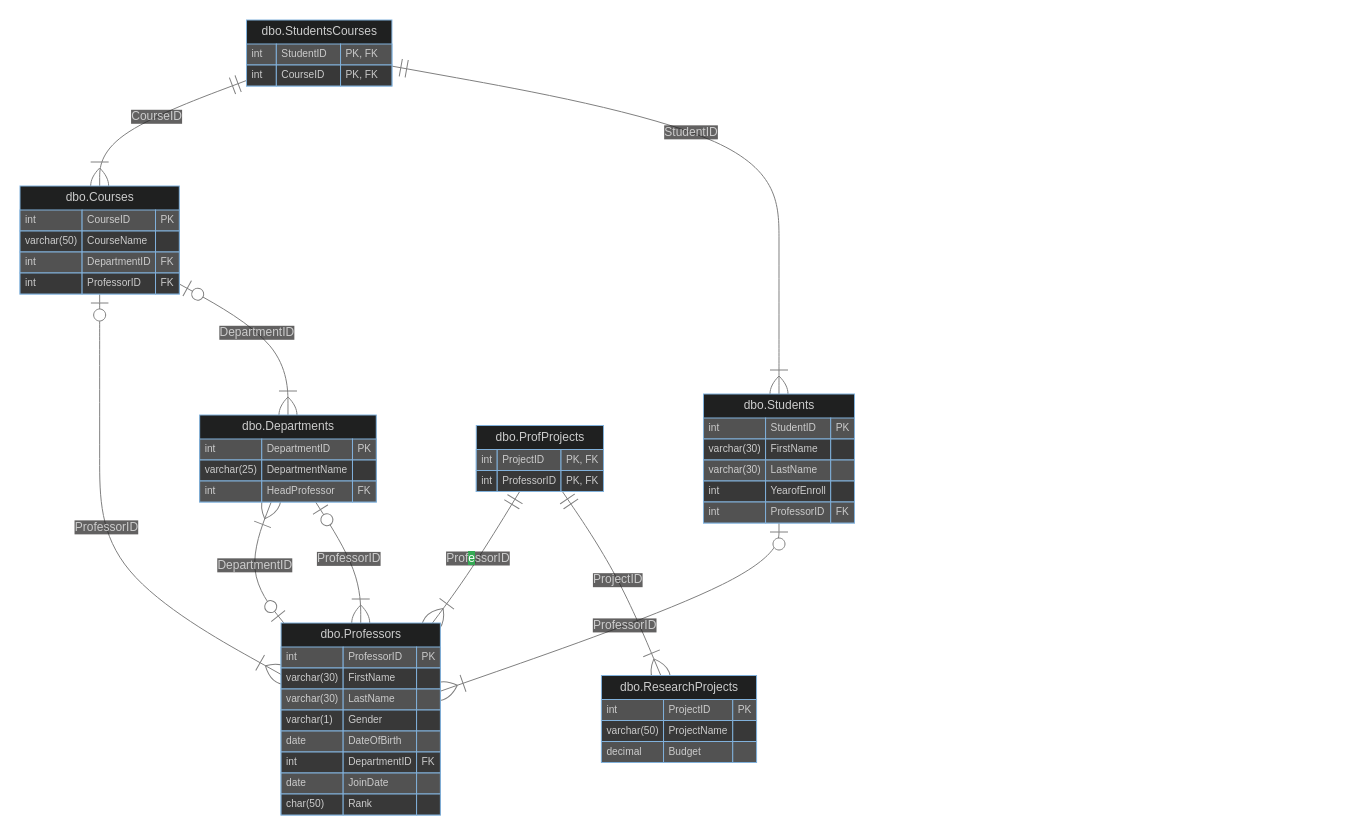 dbo.StudentsCourses
int StudentID PK, FK
int CourseID PK, FK
CourseID
StudentID
dbo.Courses
int CourseID PK
varchar(50) CourseName
int DepartmentID FK
int ProfessorID FK
DepartmentID
dbo.Students
int StudentID PK
varchar(30) FirstName
varchar(30) LastName
int YearofEnroll
int ProfessorID FK
dbo.Departments
int DepartmentID PK
varchar(25) DepartmentName
int HeadProfessor FK
dbo.ProfProjects
int ProjectID PK, FK
int ProfessorID PK, FK
ProfessorID
DepartmentID
ProfessorID
ProfessorID
ProjectID
ProfessorID
dbo.Professors
int ProfessorID PK
varchar(30) FirstName
varchar(30) LastName
varchar(1) Gender
date DateOfBirth
int DepartmentID FK
date JoinDate
char(50) Rank
dbo.ResearchProjects
int ProjectID PK
varchar(50) ProjectName
decimal Budget